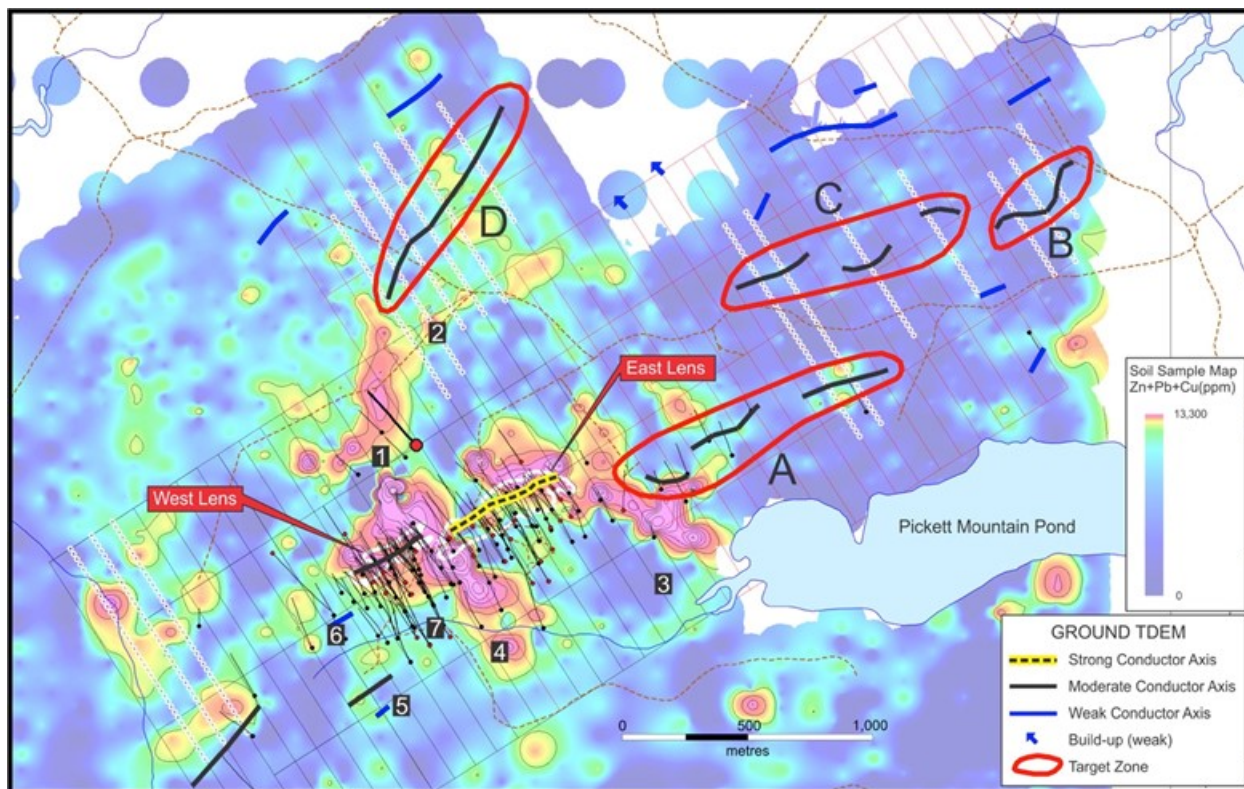 D
C
B
2
East Lens
Soil Sample Map
Zn+Pb+Cu(ppm)
13,300
0
1
A
West Lens
Pickett Mountain Pond
3
6
7
4
5
0 500 1,000
metres
GROUND TDEM
Strong Conductor Axis
Moderate Conductor Axis
Weak Conductor Axis
Build-up (weak)
Target Zone